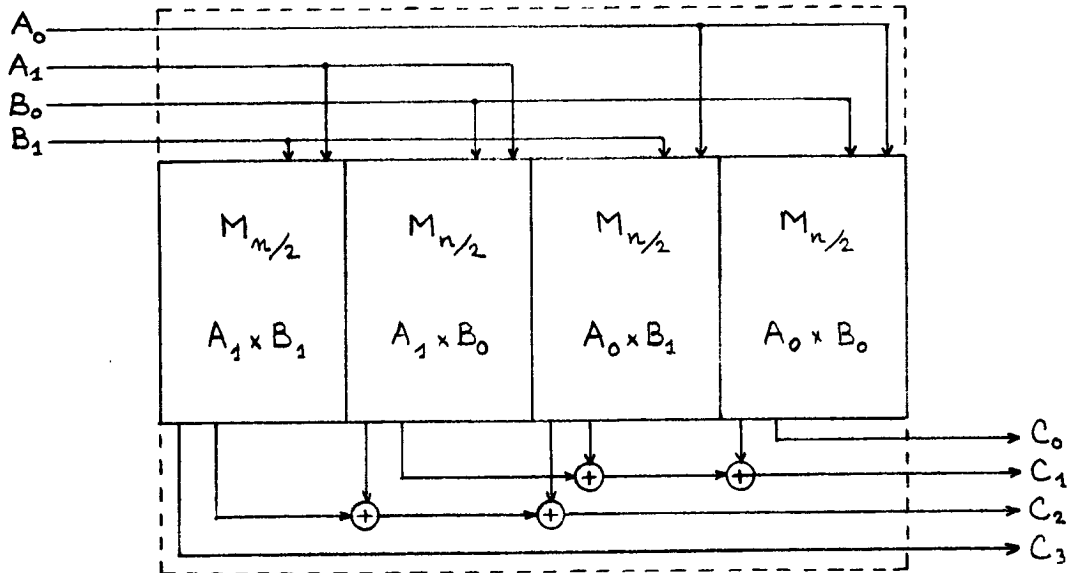 A₀
A₁
B₀
B₁
Mₙ/₂ Mₙ/₂ Mₙ/₂ Mₙ/₂
A₁ × B₁ A₁ × B₀ A₀ × B₁ A₀ × B₀
C₀
+ + C₁
+ + C₂
C₃